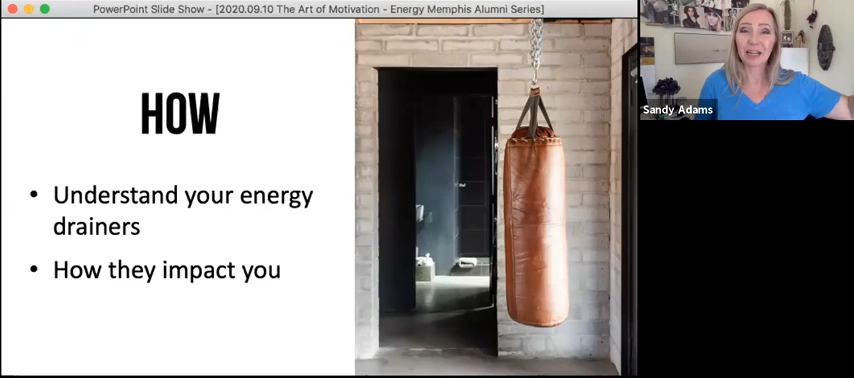 PowerPoint Slide Show - [2020.09.10 The Art of Motivation - Energy Memphis Alumni Series]
HOW
• Understand your energy
drainers
• How they impact you
Sandy Adams